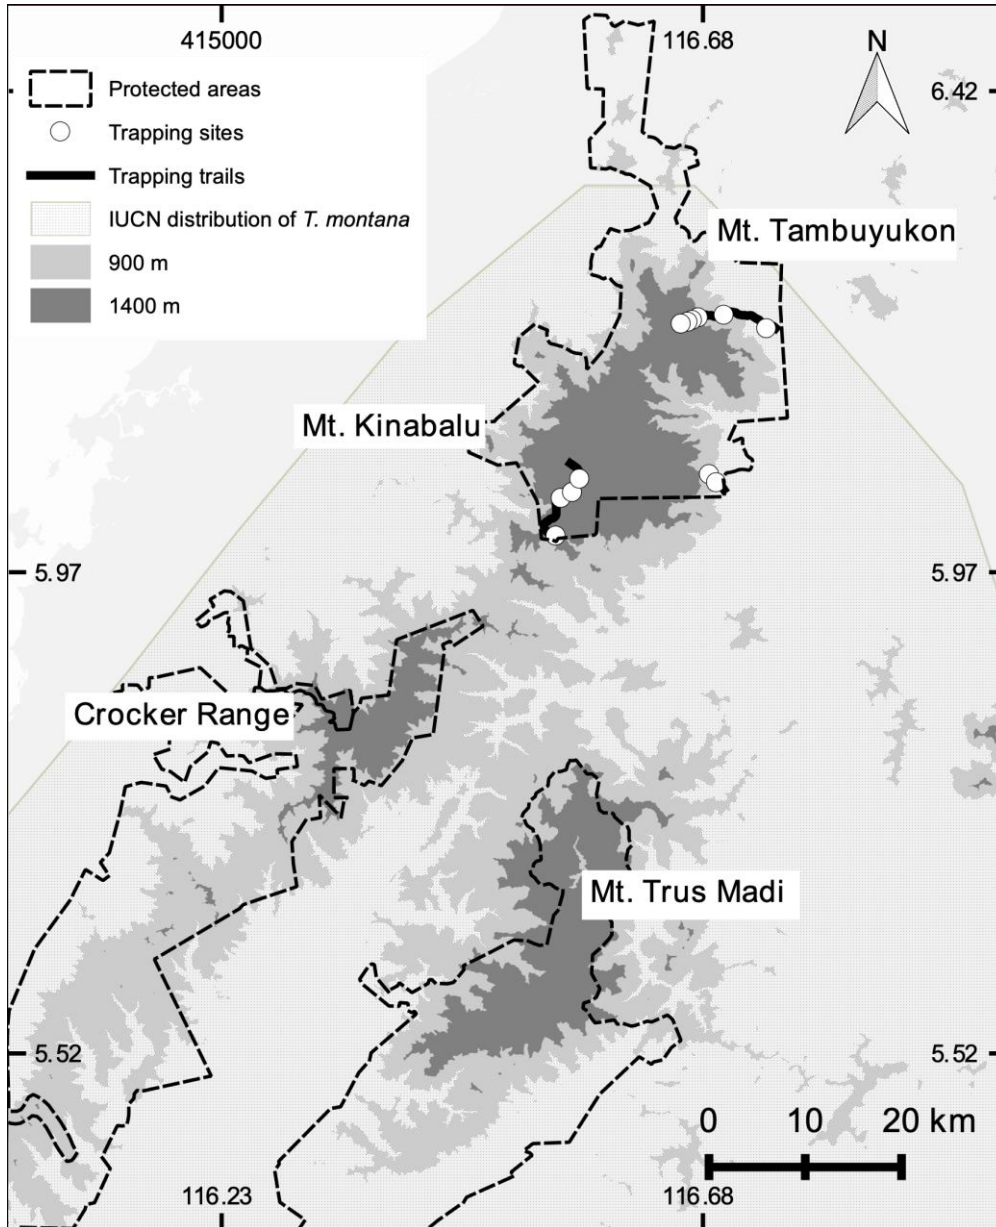 415000
116.68
N
6.42
Protected areas
Trapping sites
Trapping trails
IUCN distribution of T. montana
900 m
1400 m
Mt. Tambuyukon
Mt. Kinabalu
5.97
5.97
Crocker Range
Mt. Trus Madi
5.52
5.52
0 10 20 km
116.23
116.68